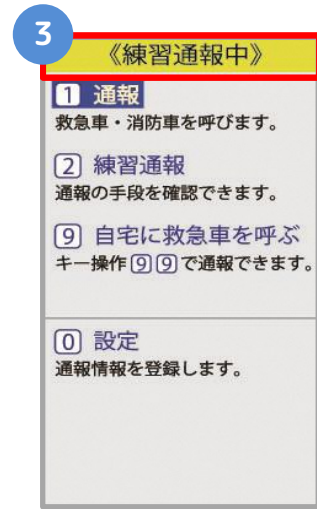 3
《練習通報中》
1 通報
救急車・消防車を呼びます。
2 練習通報
通報の手段を確認できます。
9 自宅に救急車を呼ぶ
キー操作99で通報できます。
0 設定
通報情報を登録します。